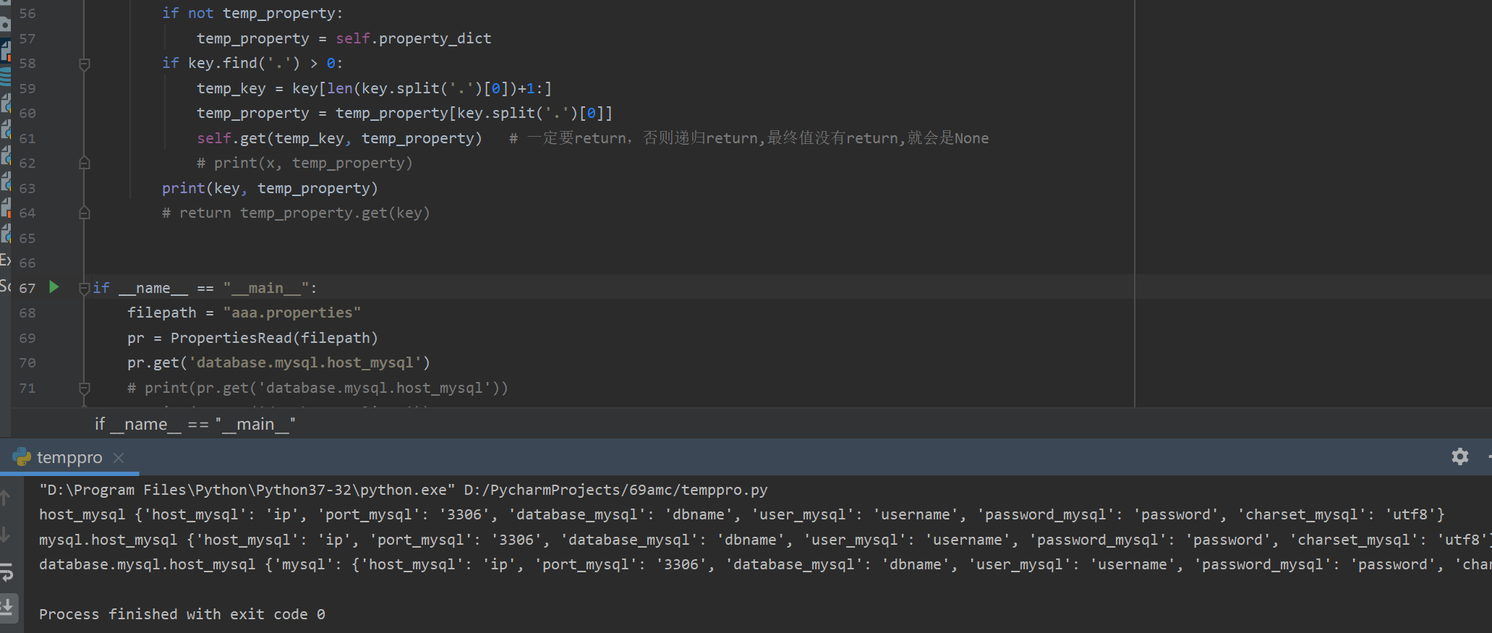 56 if not temp_property:
57 temp_property = self.property_dict
58 if key.find('.') > 0:
59 temp_key = key[len(key.split('.')[0])+1:]
60 temp_property = temp_property[key.split('.')[0]]
61 self.get(temp_key, temp_property) # 一定要return，否则递归return,最终值没有return,就会是None
62 # print(x, temp_property)
63 print(key, temp_property)
64 # return temp_property.get(key)
65
66
67 if __name__ == "__main__":
68 filepath = "aaa.properties"
69 pr = PropertiesRead(filepath)
70 pr.get('database.mysql.host_mysql')
71 # print(pr.get('database.mysql.host_mysql'))
if __name__ == "__main__"
temppro
"D:\Program Files\Python\Python37-32\python.exe" D:/PycharmProjects/69amc/temppro.py
host_mysql {'host_mysql': 'ip', 'port_mysql': '3306', 'database_mysql': 'dbname', 'user_mysql': 'username', 'password_mysql': 'password', 'charset_mysql': 'utf8'}
mysql.host_mysql {'host_mysql': 'ip', 'port_mysql': '3306', 'database_mysql': 'dbname', 'user_mysql': 'username', 'password_mysql': 'password', 'charset_mysql': 'utf8'}
database.mysql.host_mysql {'mysql': {'host_mysql': 'ip', 'port_mysql': '3306', 'database_mysql': 'dbname', 'user_mysql': 'username', 'password_mysql': 'password', 'cha
Process finished with exit code 0